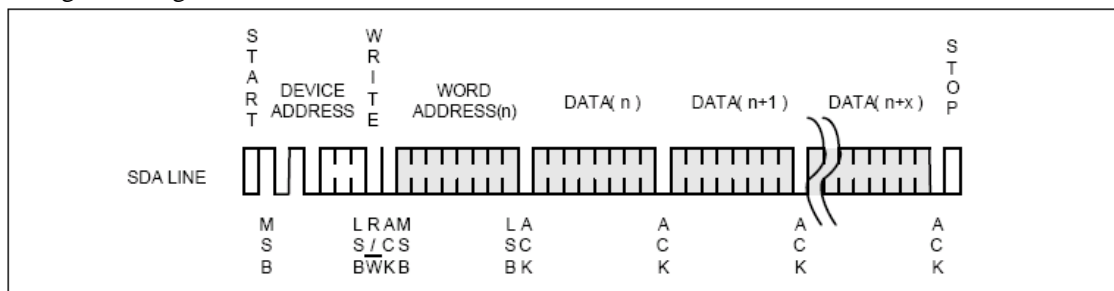 START
DEVICE
ADDRESS
WRITE
WORD
ADDRESS(n)
DATA( n )
DATA( n+1 )
DATA( n+x )
STOP
SDA LINE
MSB
LSB
R/W
ACK
MSB
LSB
ACK
ACK
ACK
ACK